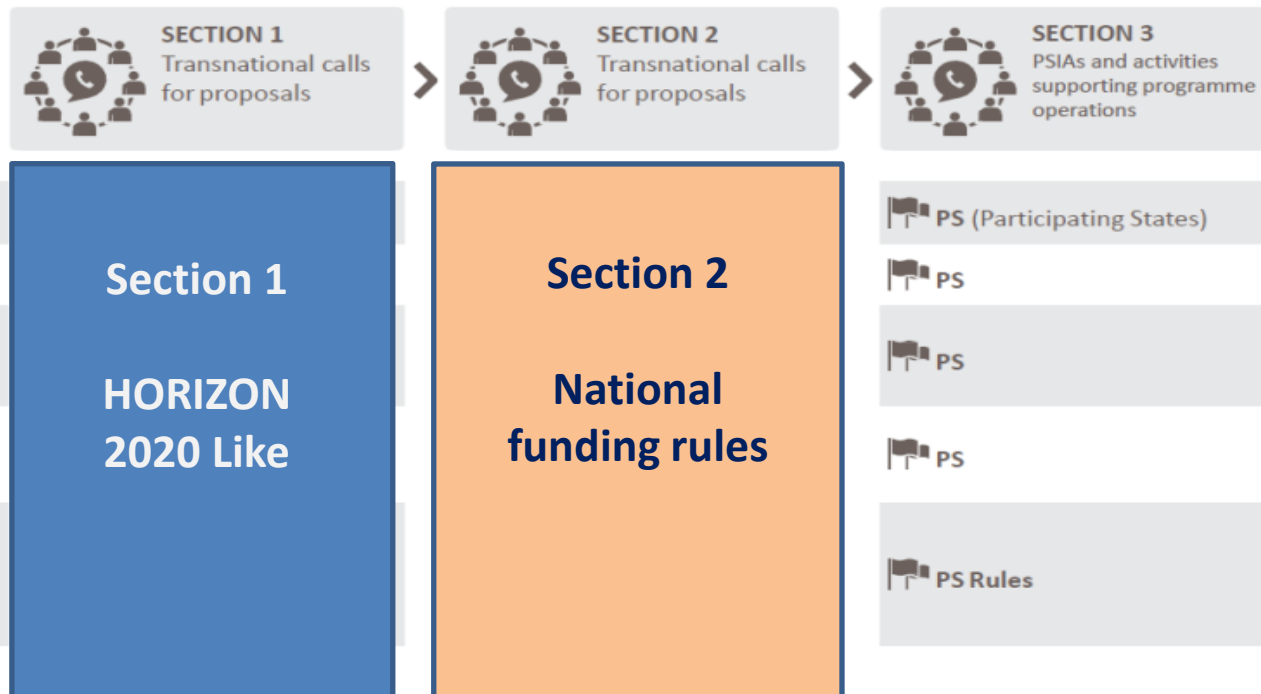 SECTION 1
Transnational calls
for proposals
SECTION 2
Transnational calls
for proposals
SECTION 3
PSIAs and activities
supporting programme
operations
Section 1
HORIZON
2020 Like
Section 2
National
funding rules
PS (Participating States)
PS
PS
PS
PS Rules